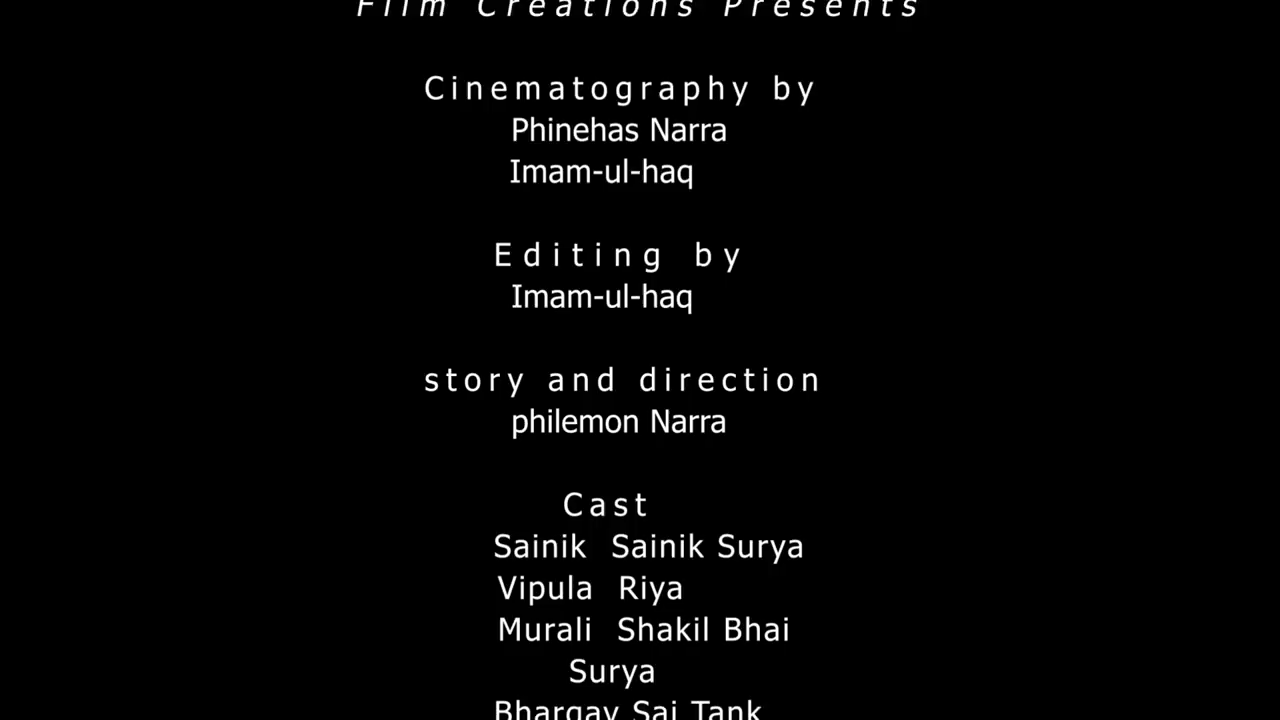 Film Creations Presents
Cinematography by
Phinehas Narra
Imam-ul-haq
Editing by
Imam-ul-haq
story and direction
philemon Narra
Cast
Sainik Sainik Surya
Vipula Riya
Murali Shakil Bhai
Surya
Bhargav Sai Tank